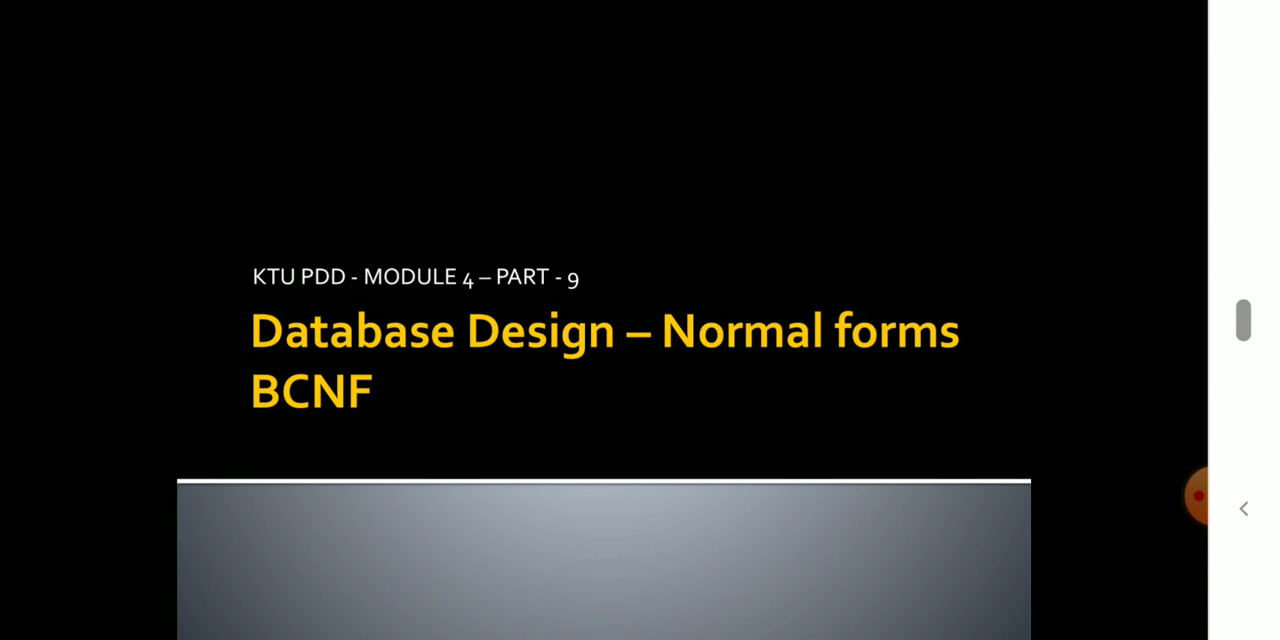 KTU PDD - MODULE 4 – PART - 9
Database Design – Normal forms
BCNF